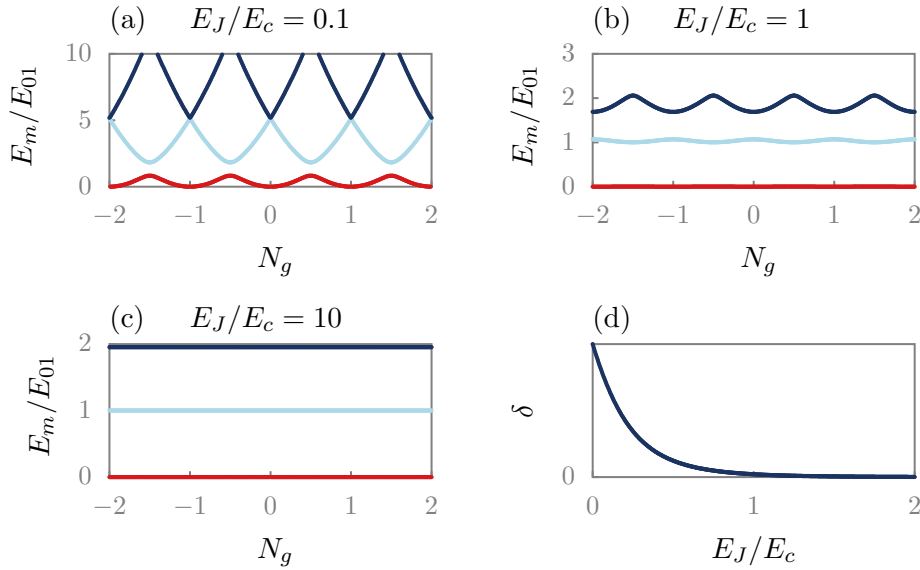 (a) E_J/E_c = 0.1
10
5
0
E_m/E_01
−2 −1 0 1 2
N_g
(b) E_J/E_c = 1
3
2
1
0
E_m/E_01
−2 −1 0 1 2
N_g
(c) E_J/E_c = 10
2
1
0
E_m/E_01
−2 −1 0 1 2
N_g
(d)
δ
0
0 1 2
E_J/E_c